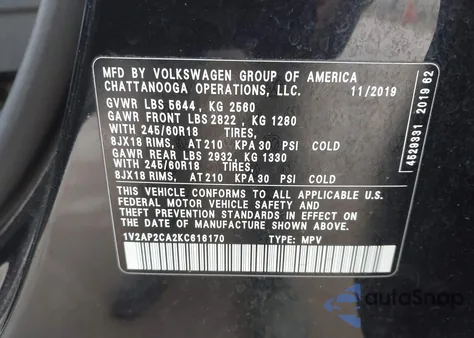 MFD BY VOLKSWAGEN GROUP OF AMERICA
CHATTANOOGA OPERATIONS, LLC. 11/2019
GVWR LBS 5644 , KG 2560
GAWR FRONT LBS 2822 , KG 1280
WITH 245/60R18 TIRES,
8JX18 RIMS, AT 210 KPA 30 PSI COLD
GAWR REAR LBS 2932, KG 1330
WITH 245/60R18 TIRES,
8JX18 RIMS, AT 210 KPA 30 PSI COLD
THIS VEHICLE CONFORMS TO ALL APPLICABLE U.S.
FEDERAL MOTOR VEHICLE SAFETY AND
THEFT PREVENTION STANDARDS IN EFFECT ON
THE DATE OF MANUFACTURE SHOWN ABOVE.
1V2AP2CA2KC616170 TYPE: MPV
4529331 2019 62
autoSnap